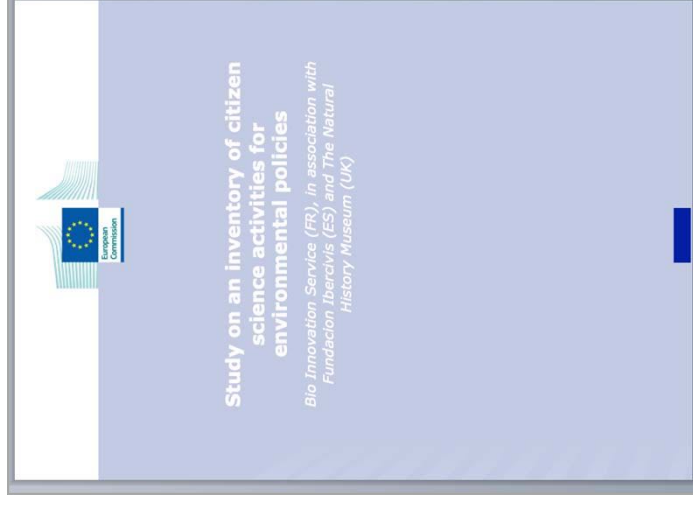 European
Commission
Study on an inventory of citizen
science activities for
environmental policies
Bio Innovation Service (FR), in association with
Fundacion Ibercivis (ES) and The Natural
History Museum (UK)